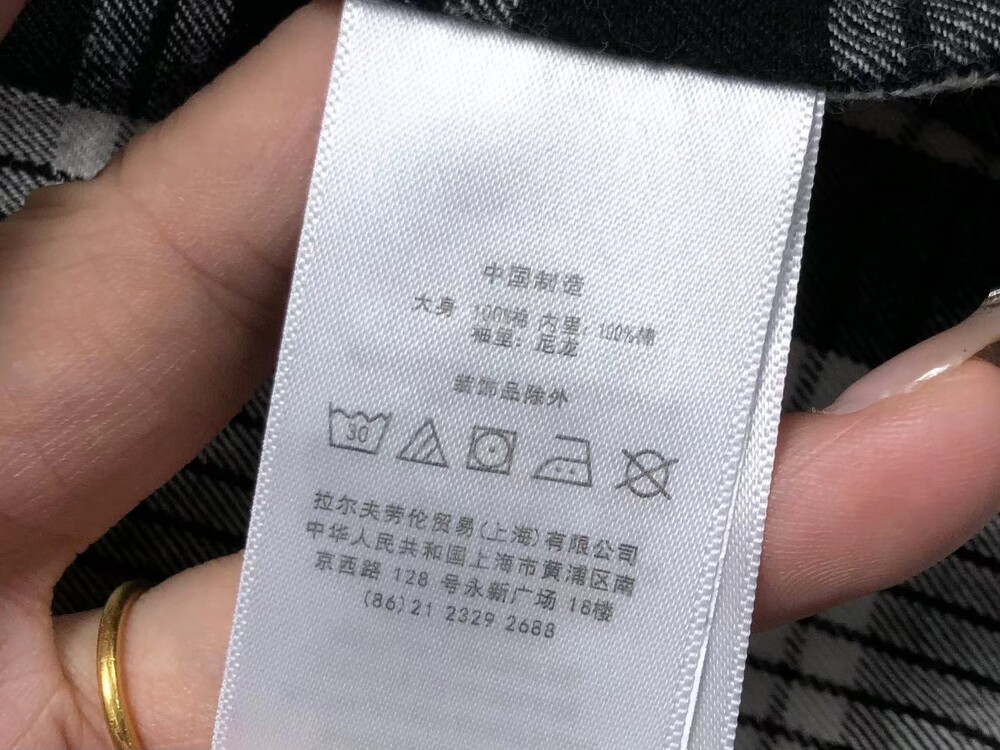 中国制造
大身 100%棉 内里: 100%棉
袖里: 尼龙
装饰品除外
30
拉尔夫劳伦贸易(上海)有限公司
中华人民共和国上海市黄浦区南
京西路 128 号永新广场 18楼
(86)21 2329 2688